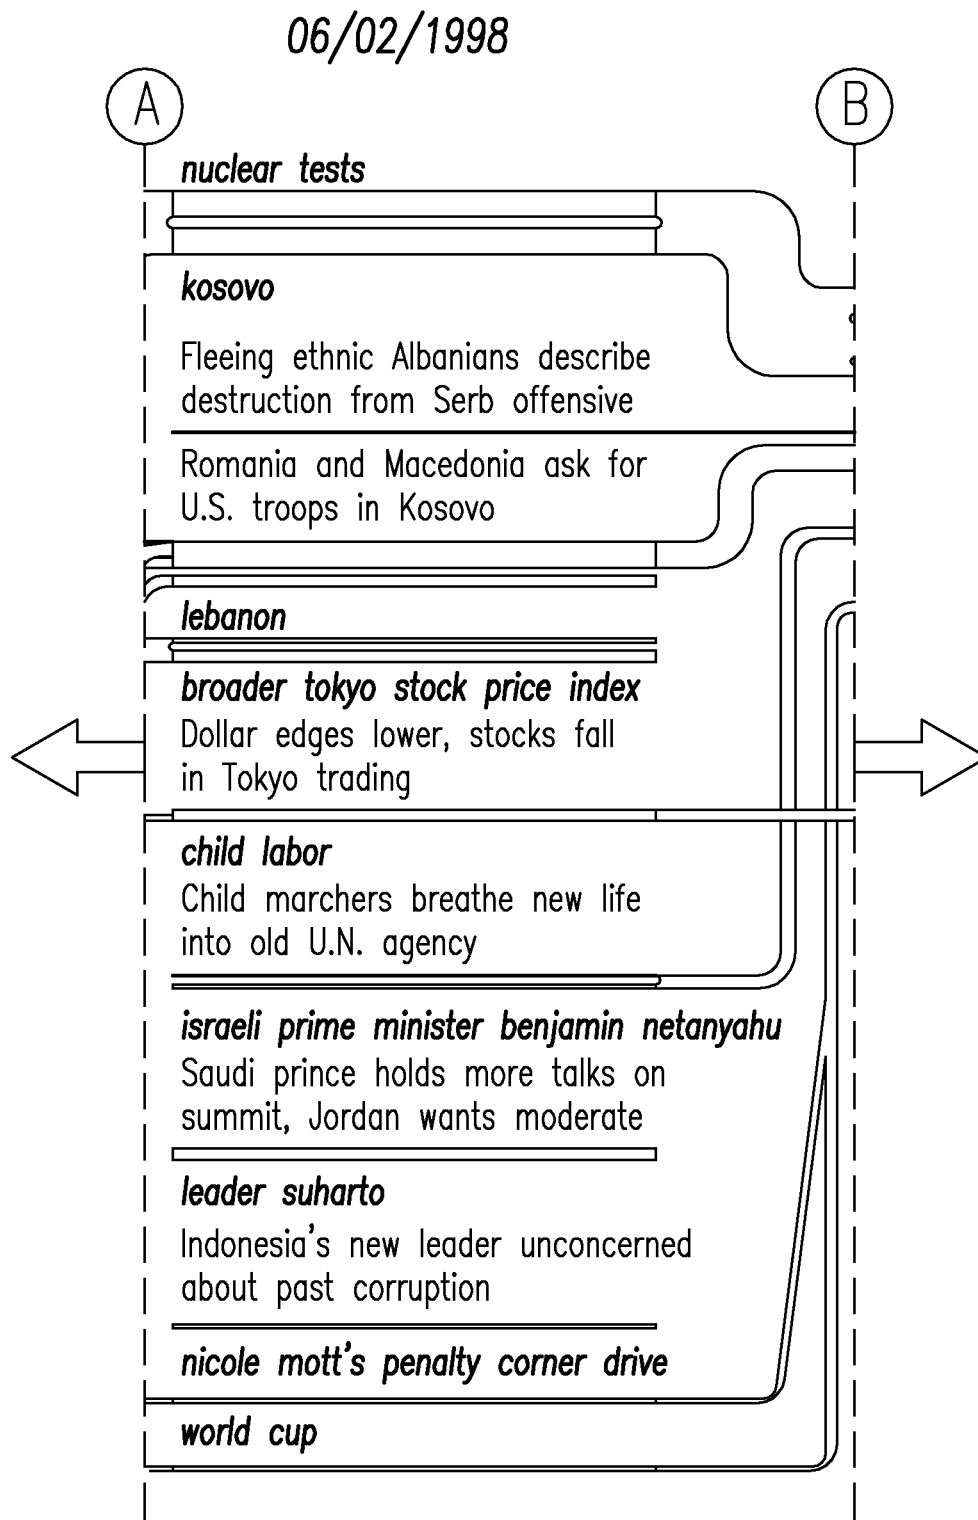 06/02/1998
A
B
nuclear tests
kosovo
Fleeing ethnic Albanians describe
destruction from Serb offensive
Romania and Macedonia ask for
U.S. troops in Kosovo
lebanon
broader tokyo stock price index
Dollar edges lower, stocks fall
in Tokyo trading
child labor
Child marchers breathe new life
into old U.N. agency
israeli prime minister benjamin netanyahu
Saudi prince holds more talks on
summit, Jordan wants moderate
leader suharto
Indonesia's new leader unconcerned
about past corruption
nicole mott's penalty corner drive
world cup